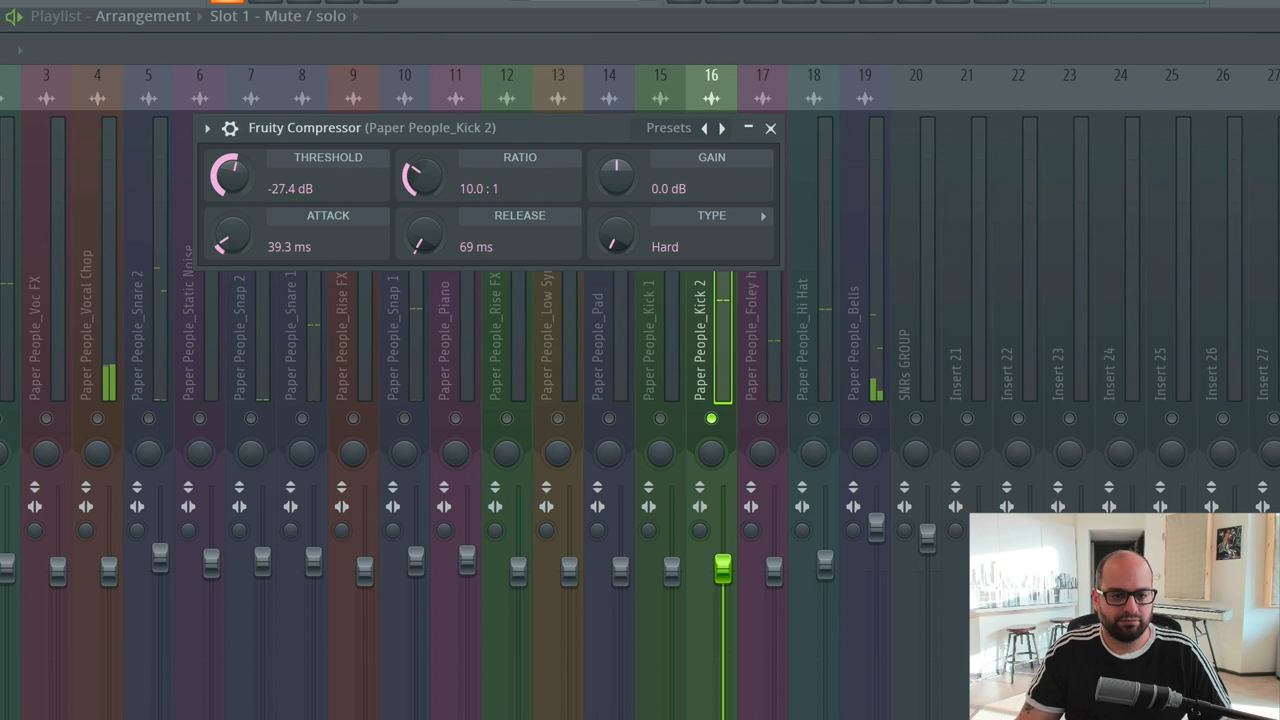 Playlist - Arrangement › Slot 1 - Mute / solo ›
3 4 5 6 7 8 9 10 11 12 13 14 15 16 17 18 19 20 21 22 23 24 25 26 27
Fruity Compressor (Paper People_Kick 2)
Presets
THRESHOLD
-27.4 dB
RATIO
10.0 : 1
GAIN
0.0 dB
ATTACK
39.3 ms
RELEASE
69 ms
TYPE
Hard
Paper People_Voc FX
Paper People_Vocal Chop
Paper People_Snare 2
Paper People_Static Noise
Paper People_Snap 2
Paper People_Snare 1
Paper People_Rise FX
Paper People_Snap 1
Paper People_Piano
Paper People_Rise FX
Paper People_Low Syn
Paper People_Pad
Paper People_Kick 1
Paper People_Kick 2
Paper People_Foley h
Paper People_Hi Hat
Paper People_Bells
SNRs GROUP
Insert 21
Insert 22
Insert 23
Insert 24
Insert 25
Insert 26
Insert 27